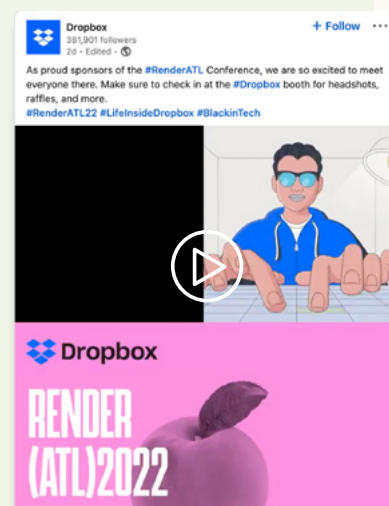 Dropbox
+ Follow ...
381,901 followers
2d • Edited •
As proud sponsors of the #RenderATL Conference, we are so excited to meet
everyone there. Make sure to check in at the #Dropbox booth for headshots,
raffles, and more.
#RenderATL22 #LifeInsideDropbox #BlackinTech
Dropbox
RENDER
(ATL)2022